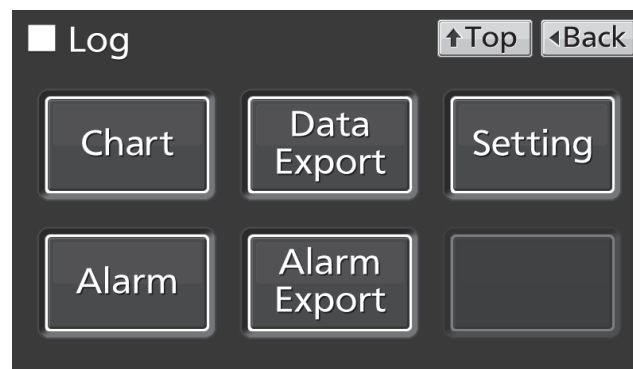 Log
↑Top
◂Back
Chart
Data
Export
Setting
Alarm
Alarm
Export